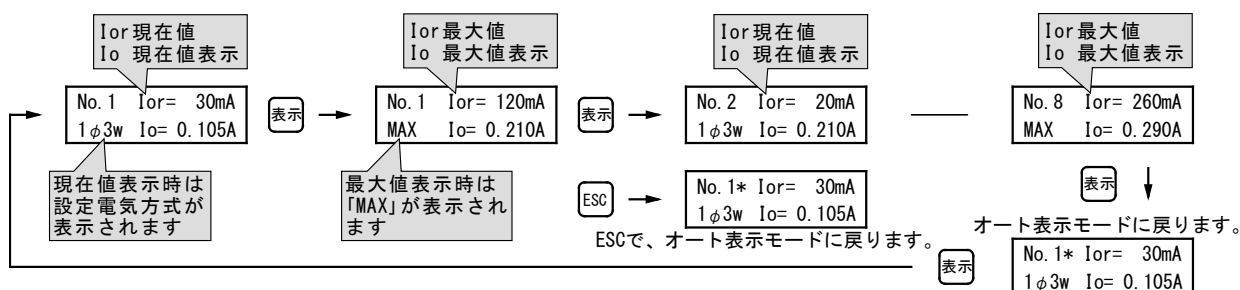 Ior現在値
Io 現在値表示
Ior最大値
Io 最大値表示
Ior現在値
Io 現在値表示
Ior最大値
Io 最大値表示
No.1 Ior= 30mA
1φ3w Io= 0.105A
表示
No.1 Ior= 120mA
MAX Io= 0.210A
表示
No.2 Ior= 20mA
1φ3w Io= 0.210A
No.8 Ior= 260mA
MAX Io= 0.290A
現在値表示時は
設定電気方式が
表示されます
最大値表示時は
「MAX」が表示され
ます
ESC
No.1* Ior= 30mA
1φ3w Io= 0.105A
ESCで、オート表示モードに戻ります。
表示
オート表示モードに戻ります。
表示
No.1* Ior= 30mA
1φ3w Io= 0.105A